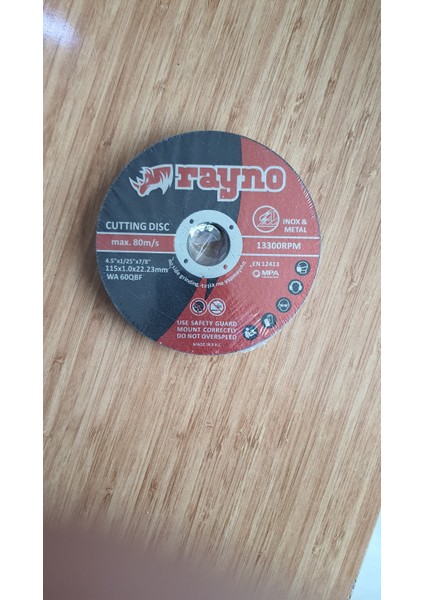 rayno
CUTTING DISC
max. 80m/s
4.5"x1/25"x7/8"
115x1.0x22.23mm
WA 60QBF
INOX &
METAL
13300RPM
EN 12413
MPA
USE SAFETY GUARD
MOUNT CORRECTLY
DO NOT OVERSPEED